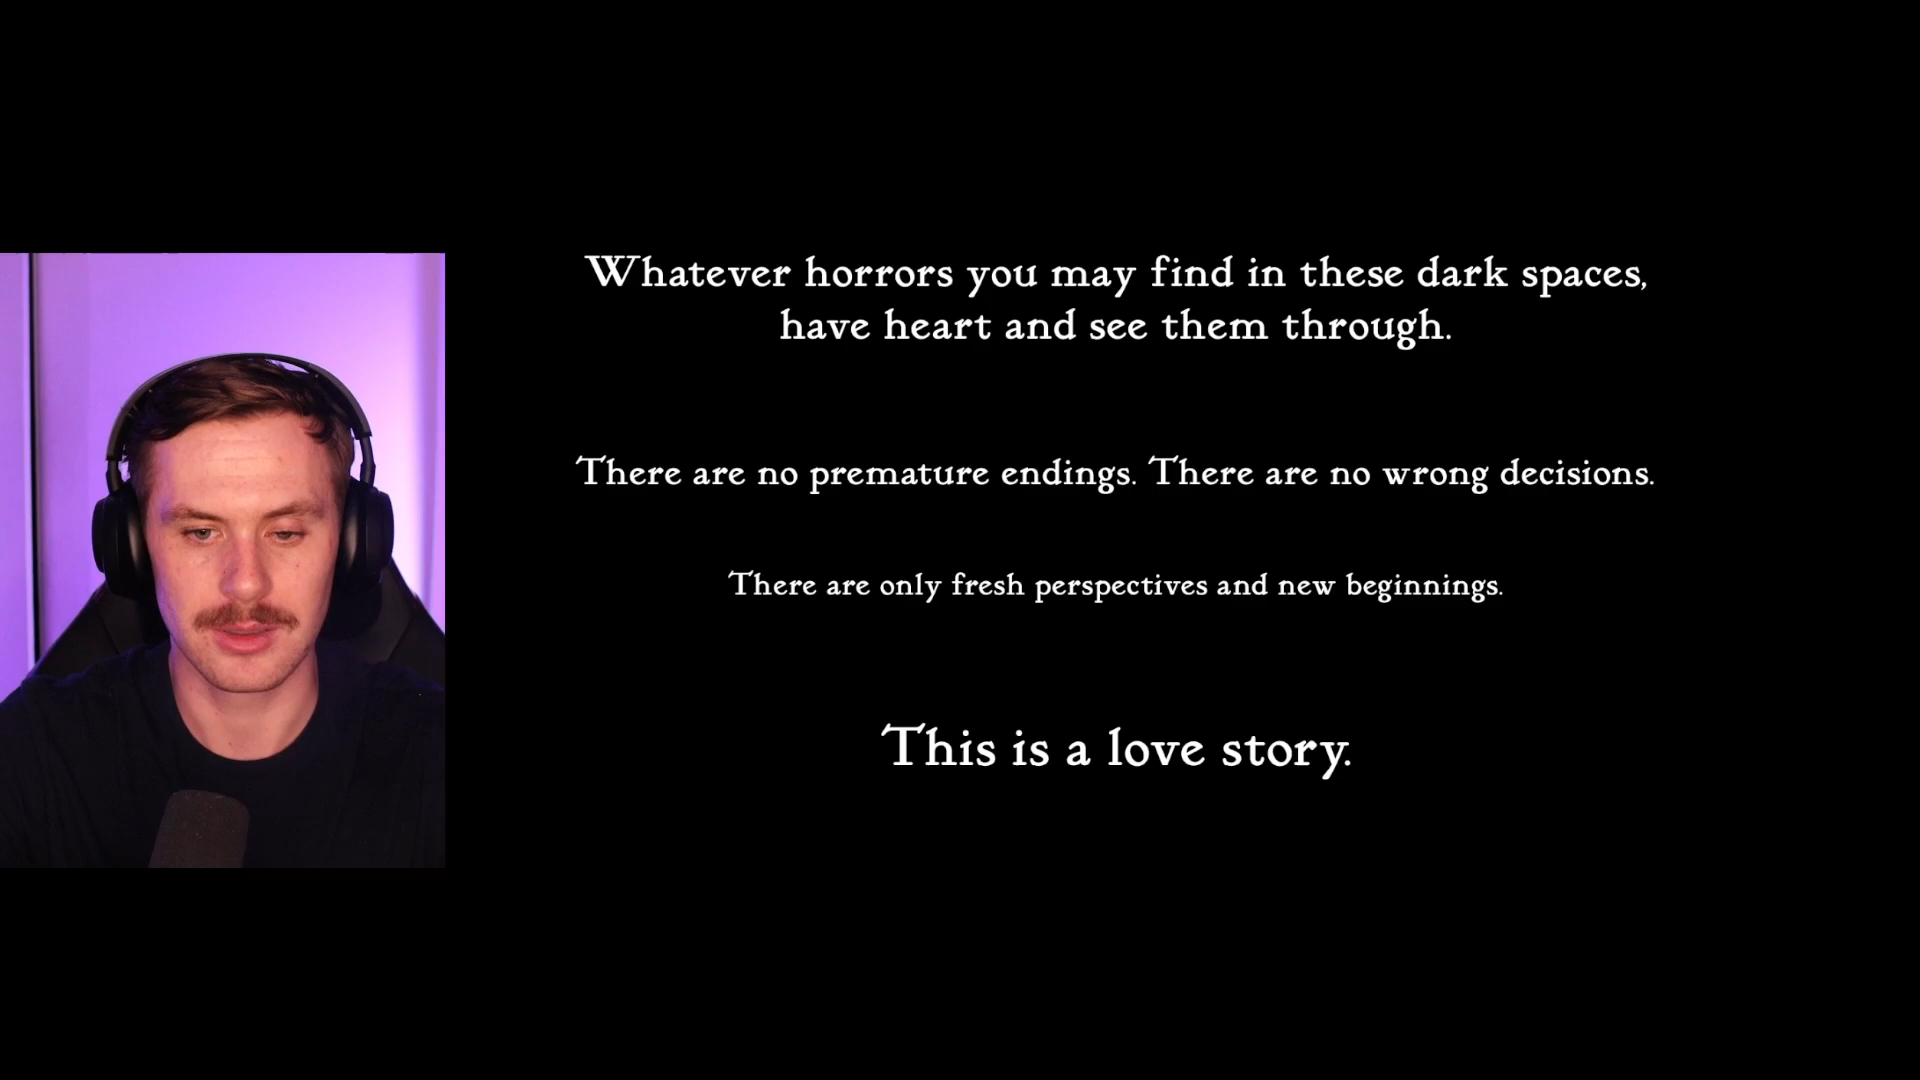 Whatever horrors you may find in these dark spaces,
have heart and see them through.
There are no premature endings. There are no wrong decisions.
There are only fresh perspectives and new beginnings.
This is a love story.